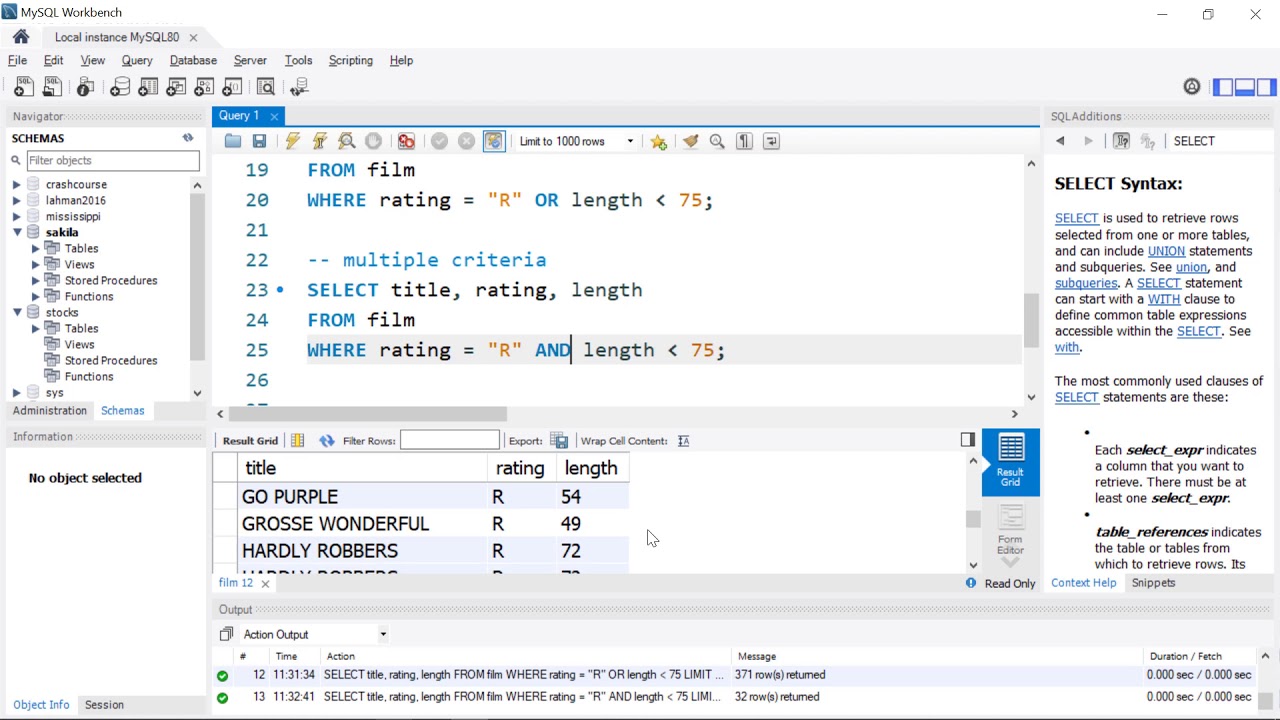 MySQL Workbench
Local instance MySQL80
File Edit View Query Database Server Tools Scripting Help
Navigator
SCHEMAS
Filter objects
crashcourse
lahman2016
mississippi
sakila
Tables
Views
Stored Procedures
Functions
stocks
Tables
Views
Stored Procedures
Functions
sys
Administration Schemas
Information
No object selected
Object Info Session
Query 1
Limit to 1000 rows
19 FROM film
20 WHERE rating = "R" OR length < 75;
21
22 -- multiple criteria
23 SELECT title, rating, length
24 FROM film
25 WHERE rating = "R" AND length < 75;
26
Result Grid Filter Rows: Export: Wrap Cell Content:
title rating length
GO PURPLE R 54
GROSSE WONDERFUL R 49
HARDLY ROBBERS R 72
Result
Grid
Form
Editor
film 12
Read Only
SQLAdditions
SELECT
SELECT Syntax:
SELECT is used to retrieve rows
selected from one or more tables,
and can include UNION statements
and subqueries. See union, and
subqueries. A SELECT statement
can start with a WITH clause to
define common table expressions
accessible within the SELECT. See
with.
The most commonly used clauses of
SELECT statements are these:
Each select_expr indicates
a column that you want to
retrieve. There must be at
least one select_expr.
table_references indicates
the table or tables from
which to retrieve rows. Its
Context Help Snippets
Output
Action Output
# Time Action Message Duration / Fetch
12 11:31:34 SELECT title, rating, length FROM film WHERE rating = "R" OR length < 75 LIMIT ... 371 row(s) returned 0.000 sec / 0.000 sec
13 11:32:41 SELECT title, rating, length FROM film WHERE rating = "R" AND length < 75 LIMI... 32 row(s) returned 0.000 sec / 0.000 sec